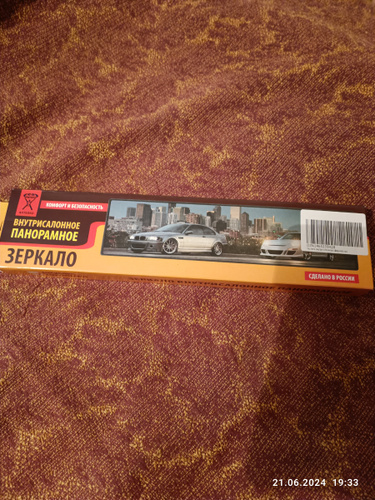 КОМФОРТ И БЕЗОПАСНОСТЬ
ВНУТРИСАЛОННОЕ
ПАНОРАМНОЕ
ЗЕРКАЛО
СДЕЛАНО В РОССИИ
21.06.2024 19:33